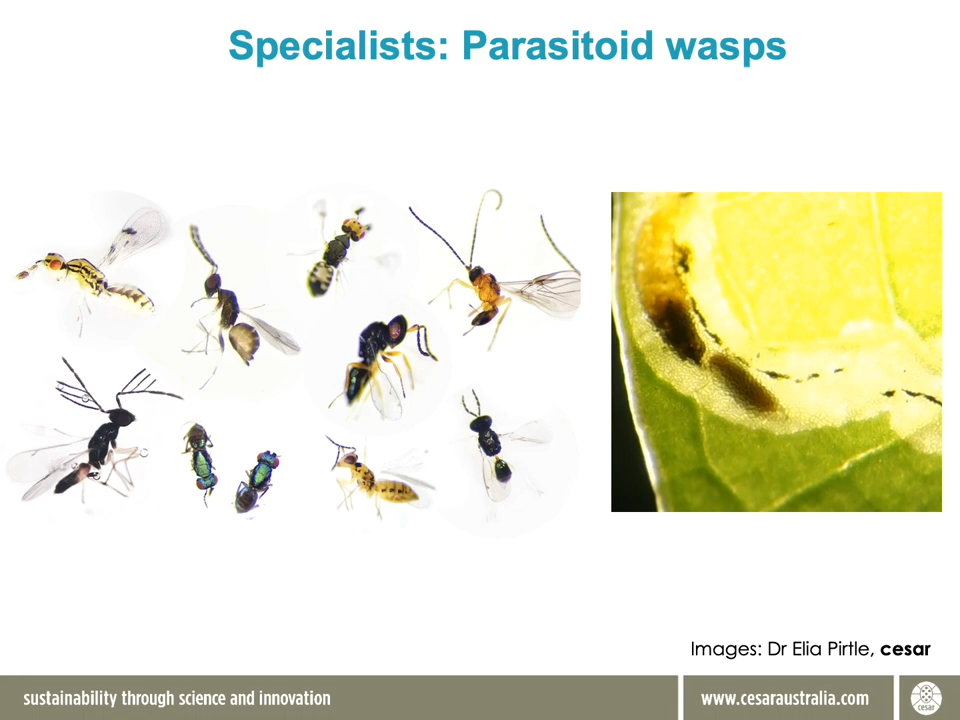 Specialists: Parasitoid wasps
Images: Dr Elia Pirtle, cesar
sustainability through science and innovation
www.cesaraustralia.com
cesar